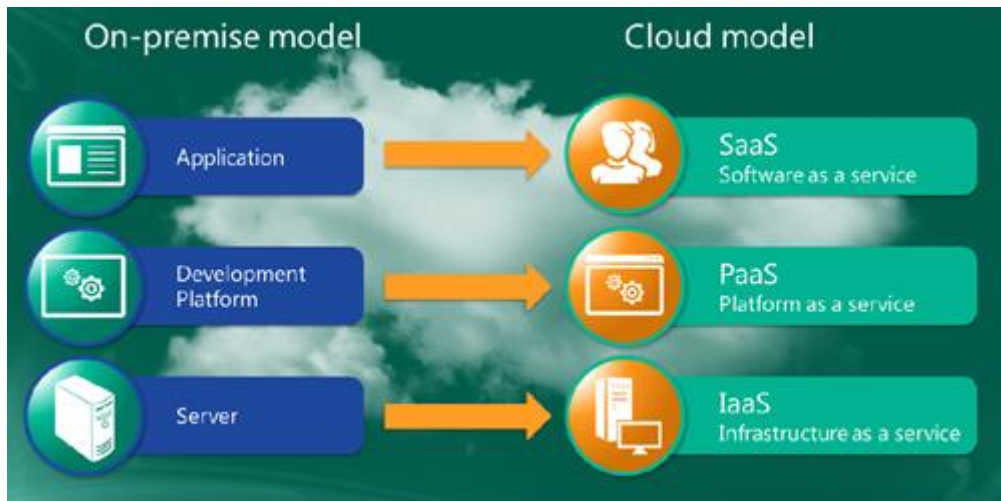 On-premise model
Cloud model
Application
SaaS
Software as a service
Development
Platform
PaaS
Platform as a service
Server
IaaS
Infrastructure as a service